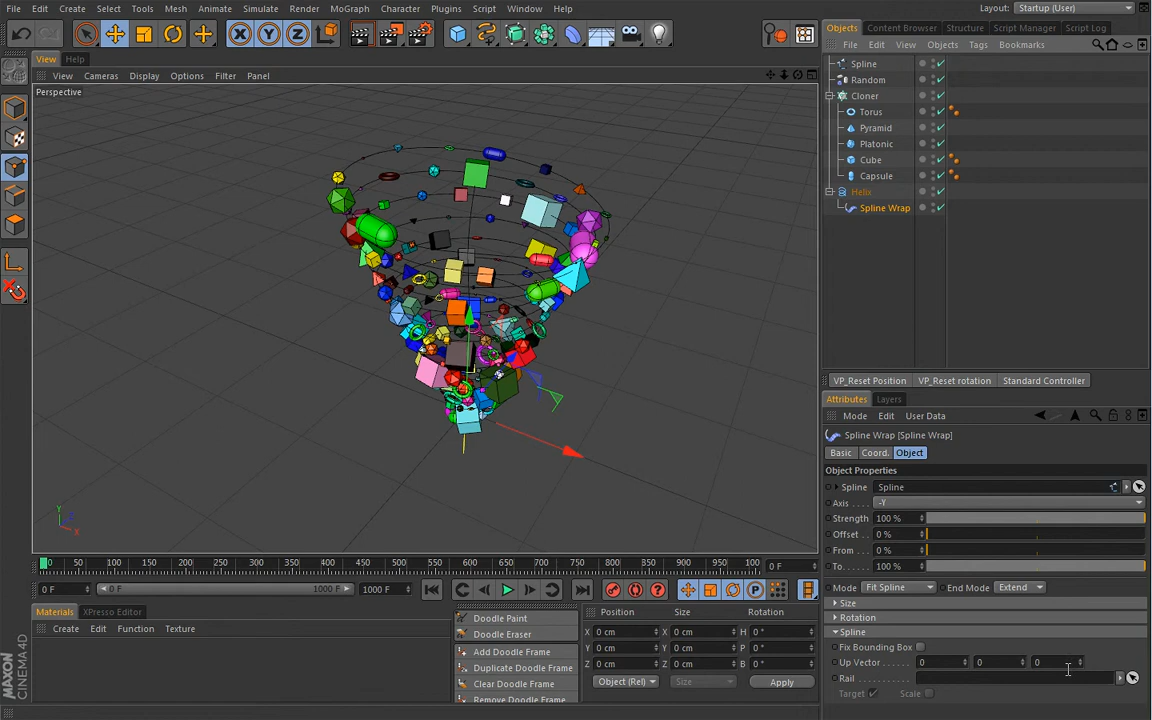 File Edit Create Select Tools Mesh Animate Simulate Render MoGraph Character Plugins Script Window Help
Layout: Startup (User)
X Y Z
P
View Tab
View Cameras Display Options Filter Panel
Perspective
Y
X
Objects Content Browser Structure Script Manager Script Log
File Edit View Objects Tags Bookmarks
Spline
Random
Cloner
Torus
Pyramid
Platonic
Cube
Capsule
Helix
Spline Wrap
VP_Reset Position VP_Reset rotation Standard Controller
Attributes Layers
Mode Edit User Data
Spline Wrap [Spline Wrap]
Basic Coord. Object
Object Properties
Spline Spline
Axis . . . -Y
Strength 100 %
Offset . . 0 %
From . . . 0 %
To. . . . . 100 %
Mode Fit Spline End Mode Extend
Size
Rotation
Spline
Fix Bounding Box
Up Vector . . . . . . 0 0 0
Rail . . . . . . . . . . .
Target Scale
0 50 100 150 200 250 300 350 400 450 500 550 600 650 700 750 800 850 900 950 1000 0 F
0 F 0 F 1000 F 1000 F
Materials XPresso Editor
Create Edit Function Texture
Doodle Paint
Doodle Eraser
Add Doodle Frame
Duplicate Doodle Frame
Clear Doodle Frame
Remove Doodle Frame
Position Size Rotation
X 0 cm X 0 cm H 0 °
Y 0 cm Y 0 cm P 0 °
Z 0 cm Z 0 cm B 0 °
Object (Rel) Size Apply
MAXON
CINEMA 4D